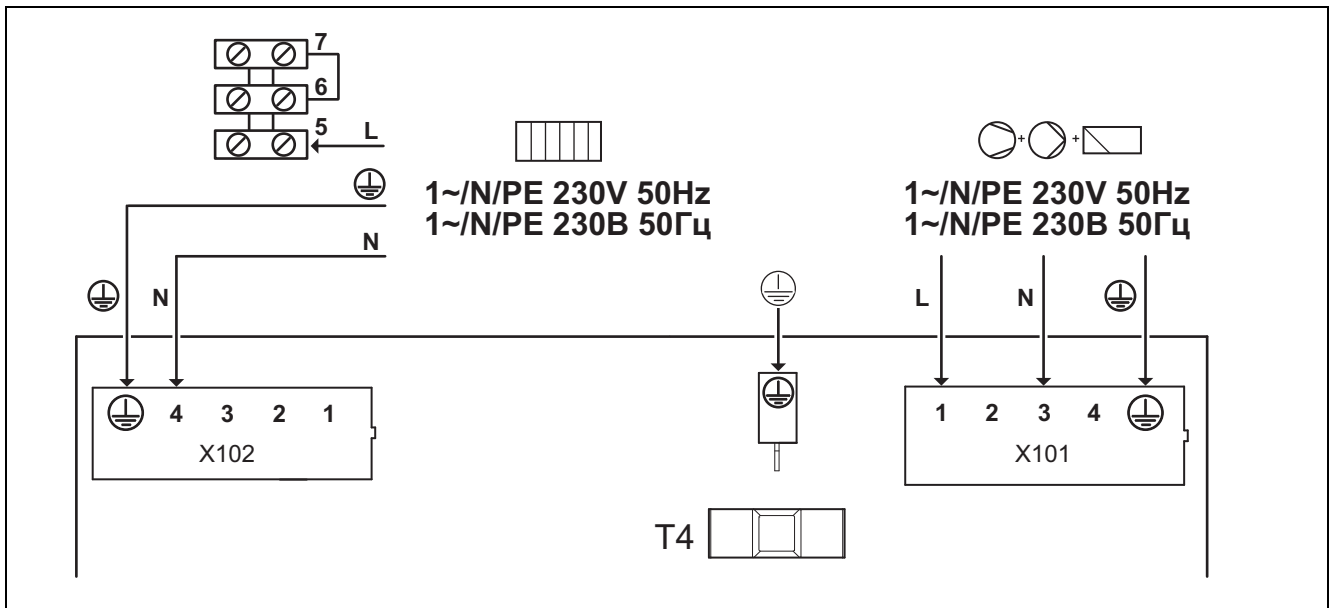 7
6
5
L
N
1~/N/PE 230V 50Hz
1~/N/PE 230В 50Гц
+ +
1~/N/PE 230V 50Hz
1~/N/PE 230В 50Гц
N
L
N
4 3 2 1
X102
1 2 3 4
X101
T4